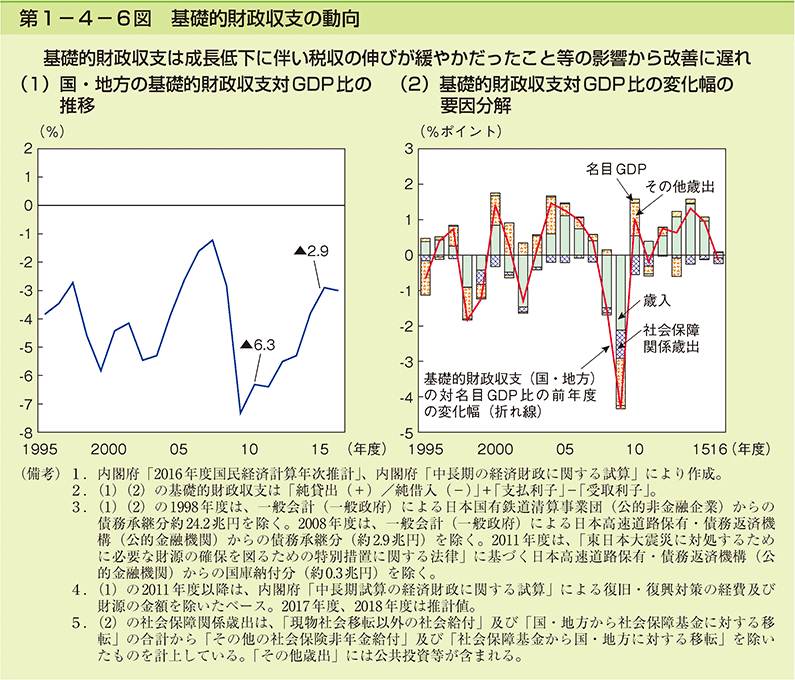 第１－４－６図　基礎的財政収支の動向
基礎的財政収支は成長低下に伴い税収の伸びが緩やかだったこと等の影響から改善に遅れ
（１）国・地方の基礎的財政収支対GDP比の
推移
（％）
2
1
0
-1
-2
-3
-4
-5
-6
-7
-8
▲2.9
▲6.3
1995
2000
05
10
15
（年度）
（２）基礎的財政収支対GDP比の変化幅の
要因分解
（％ポイント）
3
2
1
0
-1
-2
-3
-4
-5
名目GDP
その他歳出
歳入
社会保障
関係歳出
基礎的財政収支（国・地方）
の対名目GDP比の前年度
の変化幅（折れ線）
1995
2000
05
10
1516
（年度）
（備考）１．内閣府「2016年度国民経済計算年次推計」、内閣府「中長期の経済財政に関する試算」により作成。
２．（1）（2）の基礎的財政収支は「純貸出（＋）／純借入（－）」+「支払利子」－「受取利子」。
３．（1）（2）の1998年度は、一般会計（一般政府）による日本国有鉄道清算事業団（公的非金融企業）からの
債務承継分約24.2兆円を除く。2008年度は、一般会計（一般政府）による日本高速道路保有・債務返済機
構（公的金融機関）からの債務承継分（約2.9兆円）を除く。2011年度は、「東日本大震災に対処するため
に必要な財源の確保を図るための特別措置に関する法律」に基づく日本高速道路保有・債務返済機構（公
的金融機関）からの国庫納付分（約0.3兆円）を除く。
４．（1）の2011年度以降は、内閣府「中長期試算の経済財政に関する試算」による復旧・復興対策の経費及び
財源の金額を除いたベース。2017年度、2018年度は推計値。
５．（2）の社会保障関係歳出は、「現物社会移転以外の社会給付」及び「国・地方から社会保障基金に対する移
転」の合計から「その他の社会保険非年金給付」及び「社会保障基金から国・地方に対する移転」を除い
たものを計上している。「その他歳出」には公共投資等が含まれる。